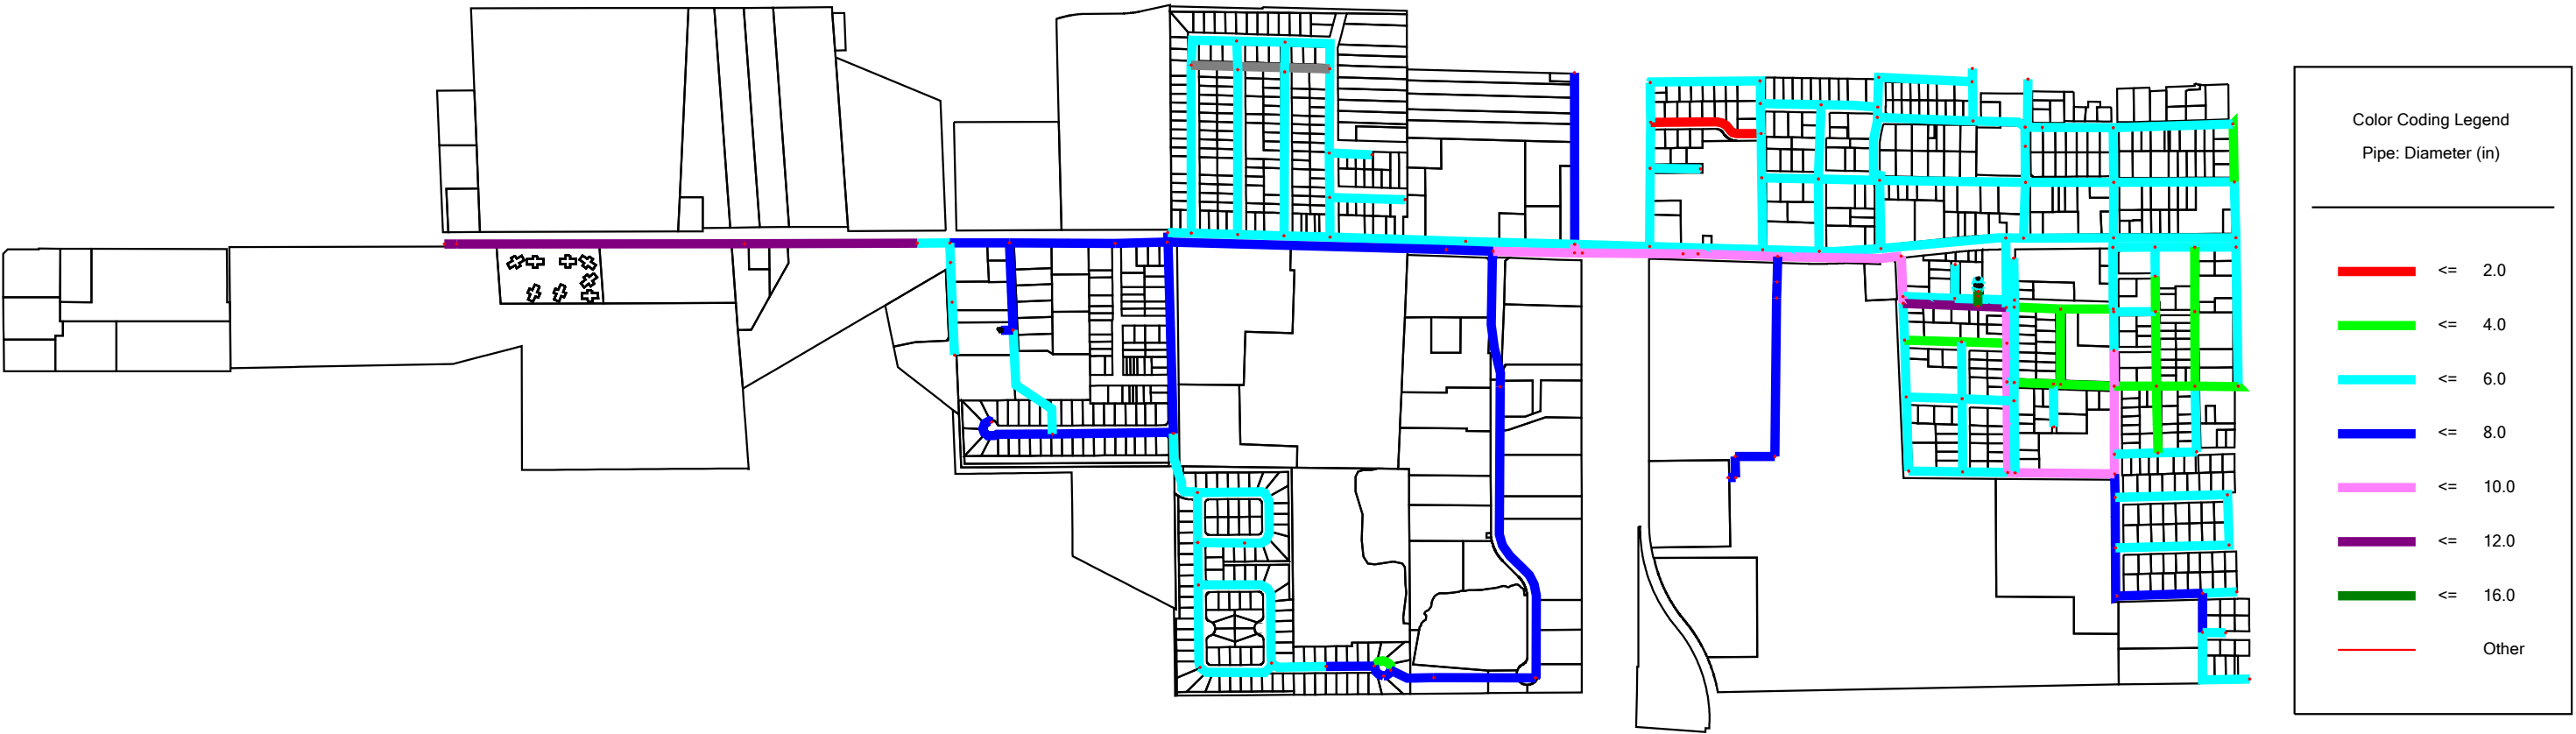 Color Coding Legend
Pipe: Diameter (in)
<= 2.0
<= 4.0
<= 6.0
<= 8.0
<= 10.0
<= 12.0
<= 16.0
Other